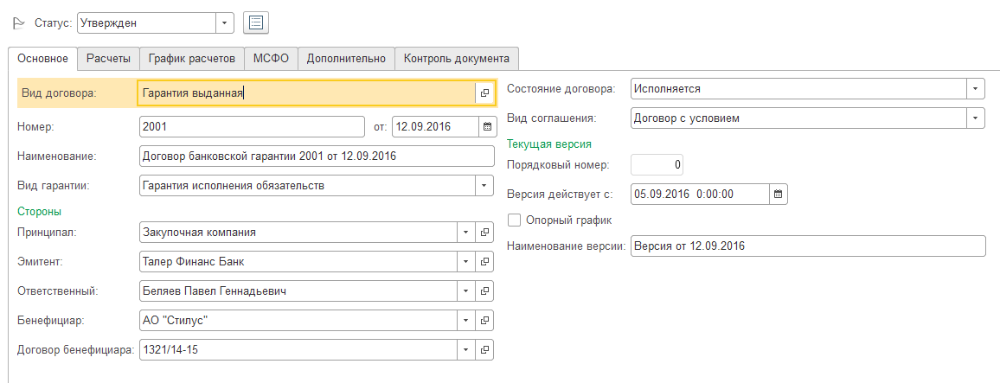 Статус: Утвержден
Основное Расчеты График расчетов МСФО Дополнительно Контроль документа
Вид договора: Гарантия выданная
Номер: 2001 от: 12.09.2016
Наименование: Договор банковской гарантии 2001 от 12.09.2016
Вид гарантии: Гарантия исполнения обязательств
Стороны
Принципал: Закупочная компания
Эмитент: Талер Финанс Банк
Ответственный: Беляев Павел Геннадьевич
Бенефициар: АО "Стилус"
Договор бенефициара: 1321/14-15
Состояние договора: Исполняется
Вид соглашения: Договор с условием
Текущая версия
Порядковый номер: 0
Версия действует с: 05.09.2016 0:00:00
Опорный график
Наименование версии: Версия от 12.09.2016